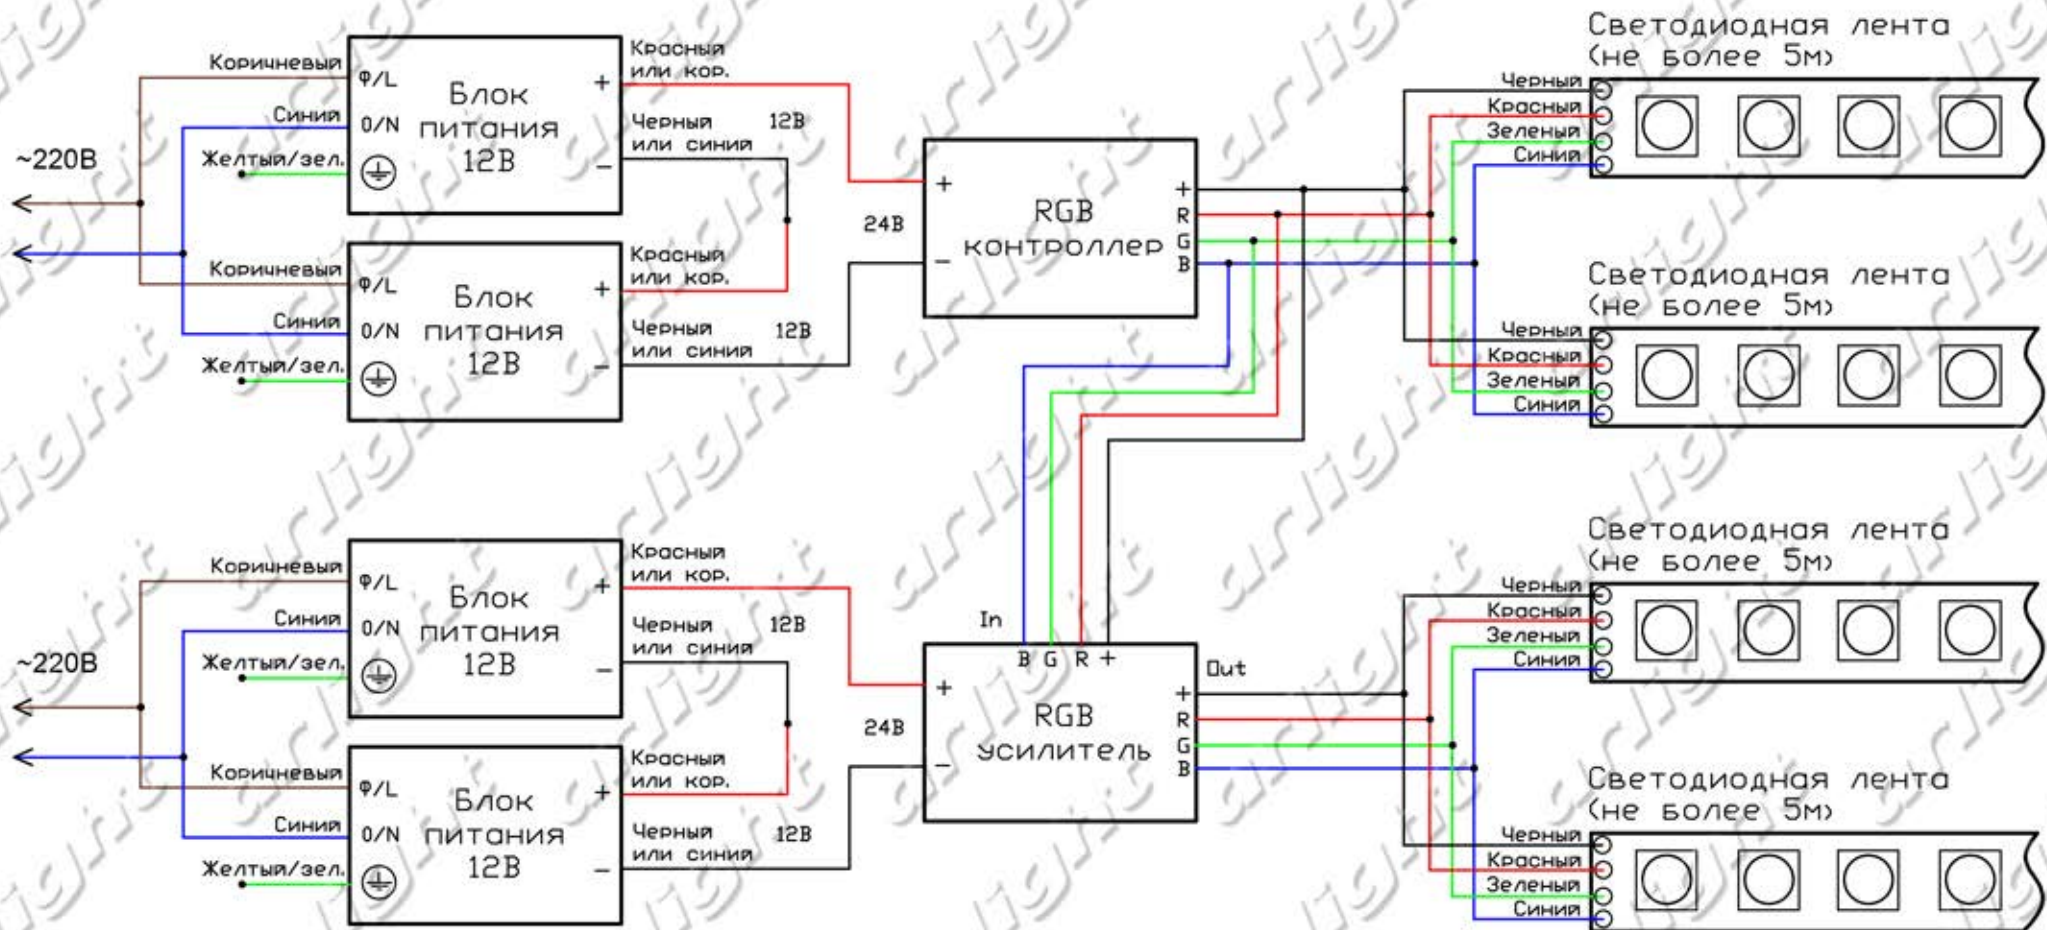 Светодиодная лента
(не более 5м)
Коричневый
Ф/L
Синий
0/N
Желтый/зел.
~220В
Блок
питания
12В
+
−
Красный
или кор.
Черный
или синий
12В
Коричневый
Ф/L
Синий
0/N
Желтый/зел.
Блок
питания
12В
+
−
Красный
или кор.
Черный
или синий
12В
24В
+
−
RGB
контроллер
+
R
G
B
Черный
Красный
Зеленый
Синий
Светодиодная лента
(не более 5м)
Черный
Красный
Зеленый
Синий
~220В
Коричневый
Ф/L
Синий
0/N
Желтый/зел.
Блок
питания
12В
+
−
Красный
или кор.
Черный
или синий
12В
Коричневый
Ф/L
Синий
0/N
Желтый/зел.
Блок
питания
12В
+
−
Красный
или кор.
Черный
или синий
12В
24В
In
B G R +
Out
+
−
RGB
усилитель
+
R
G
B
Светодиодная лента
(не более 5м)
Черный
Красный
Зеленый
Синий
Светодиодная лента
(не более 5м)
Черный
Красный
Зеленый
Синий
arlight